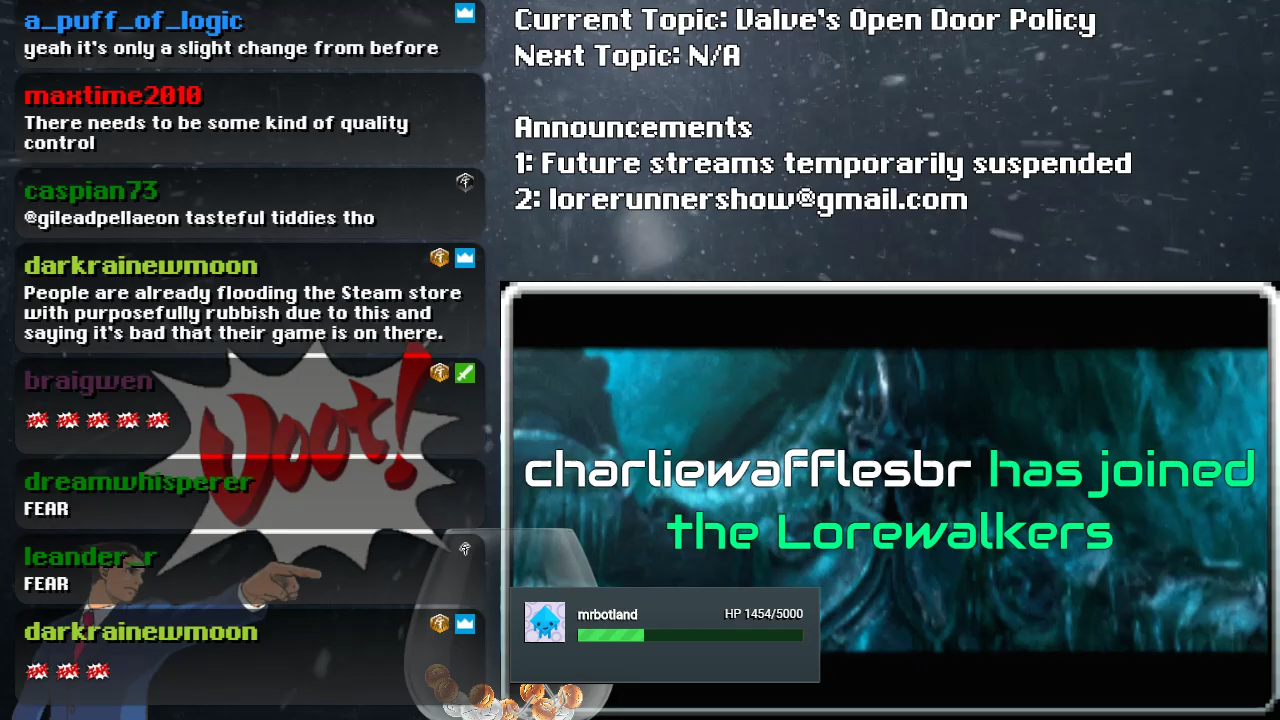 a_puff_of_logic
yeah it's only a slight change from before
maxtime2010
There needs to be some kind of quality
control
caspian73
@gileadpellaeon tasteful tiddies tho
darkrainewmoon
People are already flooding the Steam store
with purposefully rubbish due to this and
saying it's bad that their game is on there.
braigwen
dreamwhisperer
FEAR
leander_r
FEAR
darkrainewmoon
Voot!
Current Topic: Valve's Open Door Policy
Next Topic: N/A
Announcements
1: Future streams temporarily suspended
2: lorerunnershow@gmail.com
charliewafflesbr has joined
the Lorewalkers
mrbotland
HP 1454/5000